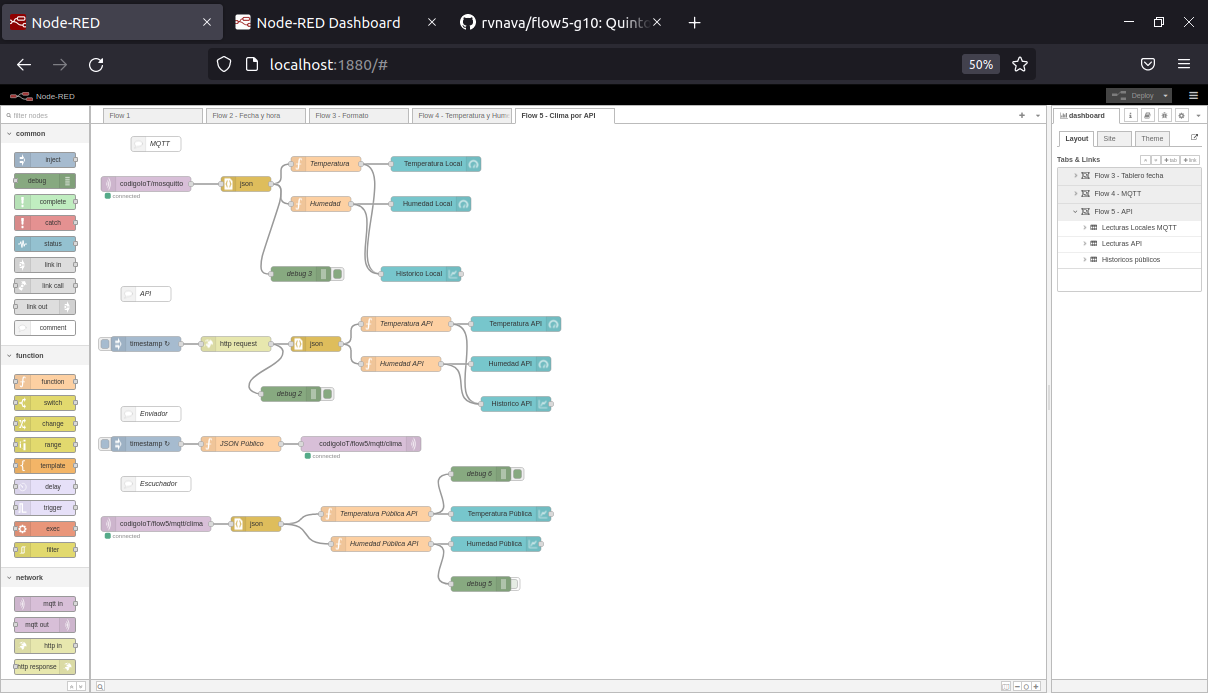 Node-RED
Node-RED Dashboard
rvnava/flow5-g10: Quinto
localhost:1880/#
50%
Node-RED
Deploy
filter nodes
common
inject
debug
complete
catch
status
link in
link call
link out
comment
function
function
switch
change
range
template
delay
trigger
exec
filter
network
mqtt in
mqtt out
http in
http response
Flow 1
Flow 2 - Fecha y hora
Flow 3 - Formato
Flow 4 - Temperatura y Hum
Flow 5 - Clima por API
MQTT
codigoIoT/mosquitto
connected
json
Temperatura
Humedad
Temperatura Local
Humedad Local
debug 3
Historico Local
API
timestamp ↻
http request
json
Temperatura API
Humedad API
Temperatura API
Humedad API
debug 2
Historico API
Enviador
timestamp ↻
JSON Público
codigoIoT/flow5/mqtt/clima
connected
Escuchador
codigoIoT/flow5/mqtt/clima
connected
json
Temperatura Pública API
Humedad Pública API
debug 6
Temperatura Pública
Humedad Pública
debug 5
dashboard
Layout
Site
Theme
Tabs & Links
+ tab
+ link
Flow 3 - Tablero fecha
Flow 4 - MQTT
Flow 5 - API
Lecturas Locales MQTT
Lecturas API
Historicos públicos